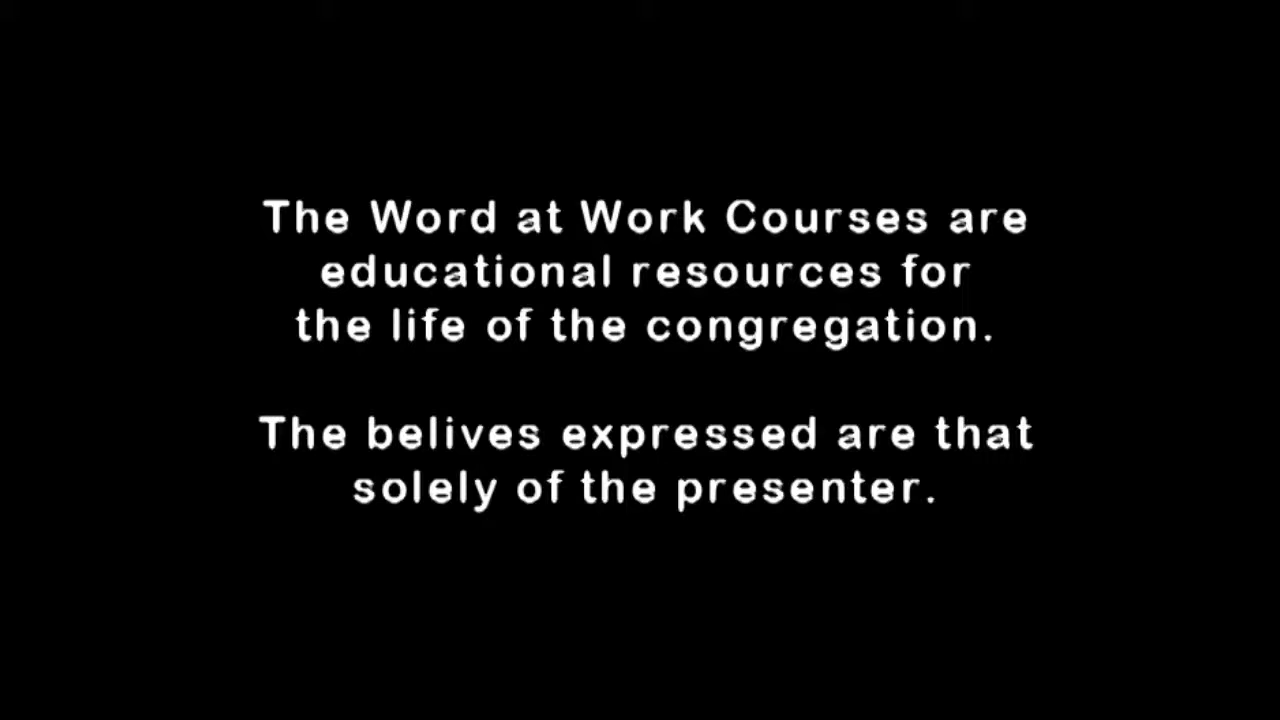 The Word at Work Courses are
educational resources for
the life of the congregation.
The belives expressed are that
solely of the presenter.